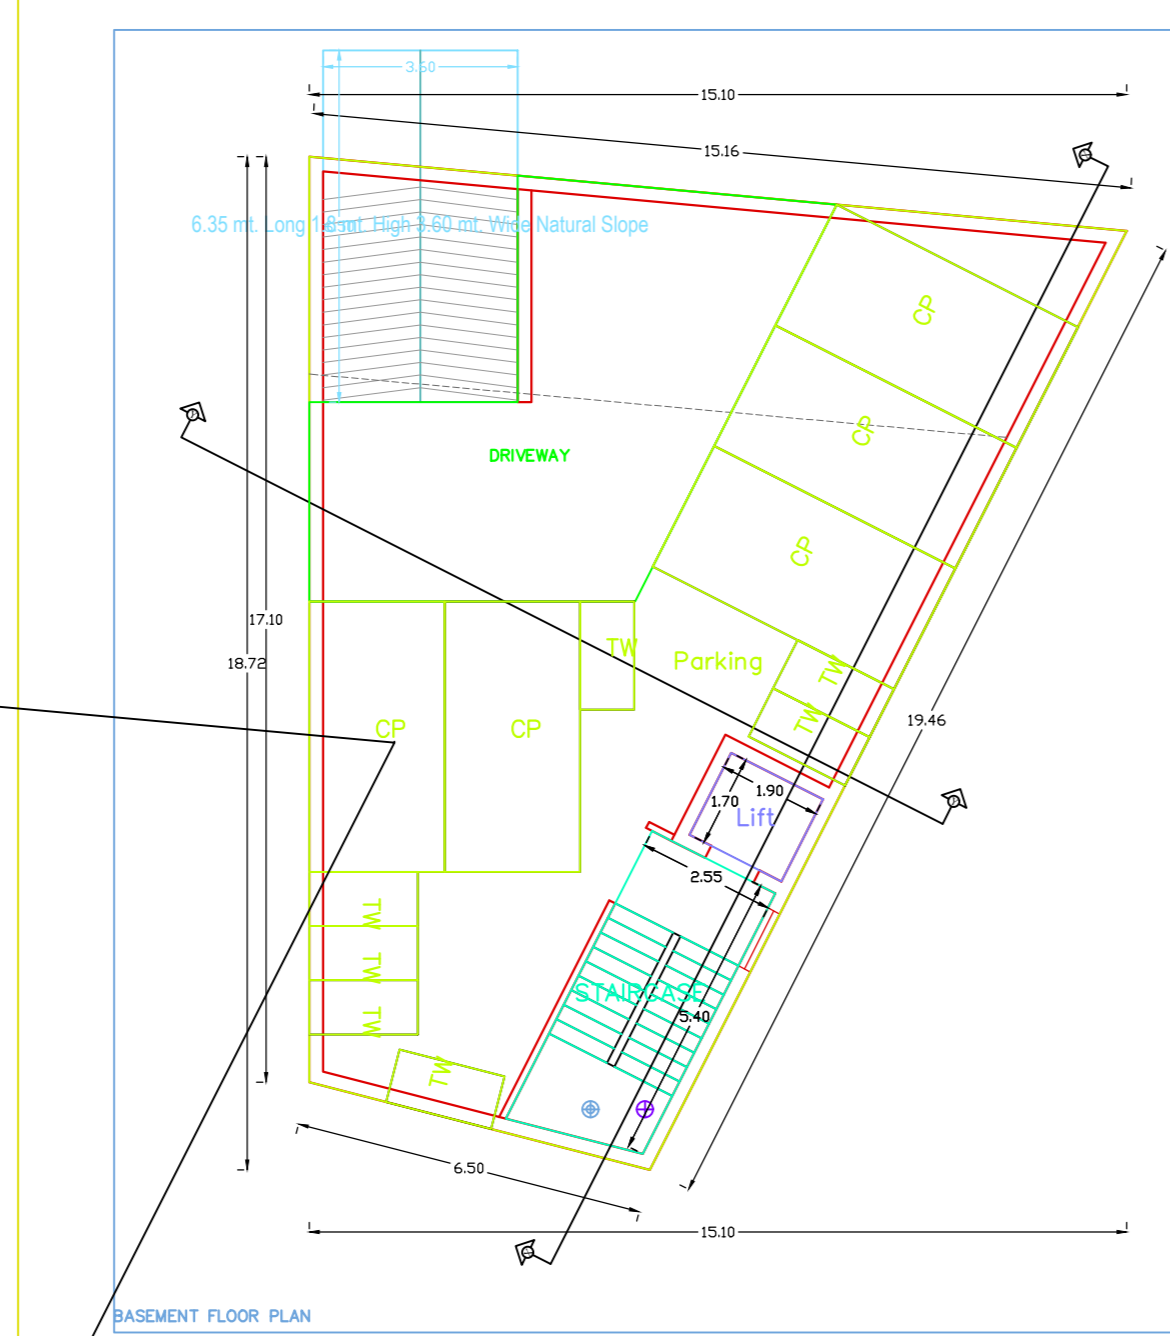 3.60
15.10
15.16
6.35 mt. Long 1.85mt. High 3.60 mt. Wide Natural Slope
CP
CP
DRIVEWAY
CP
17.10
TW
Parking
18.72
TW
TW
19.46
CP
CP
1.90
1.70
Lift
2.55
TW
TW
STAIRCASE
5.40
TW
TW
6.50
15.10
BASEMENT FLOOR PLAN